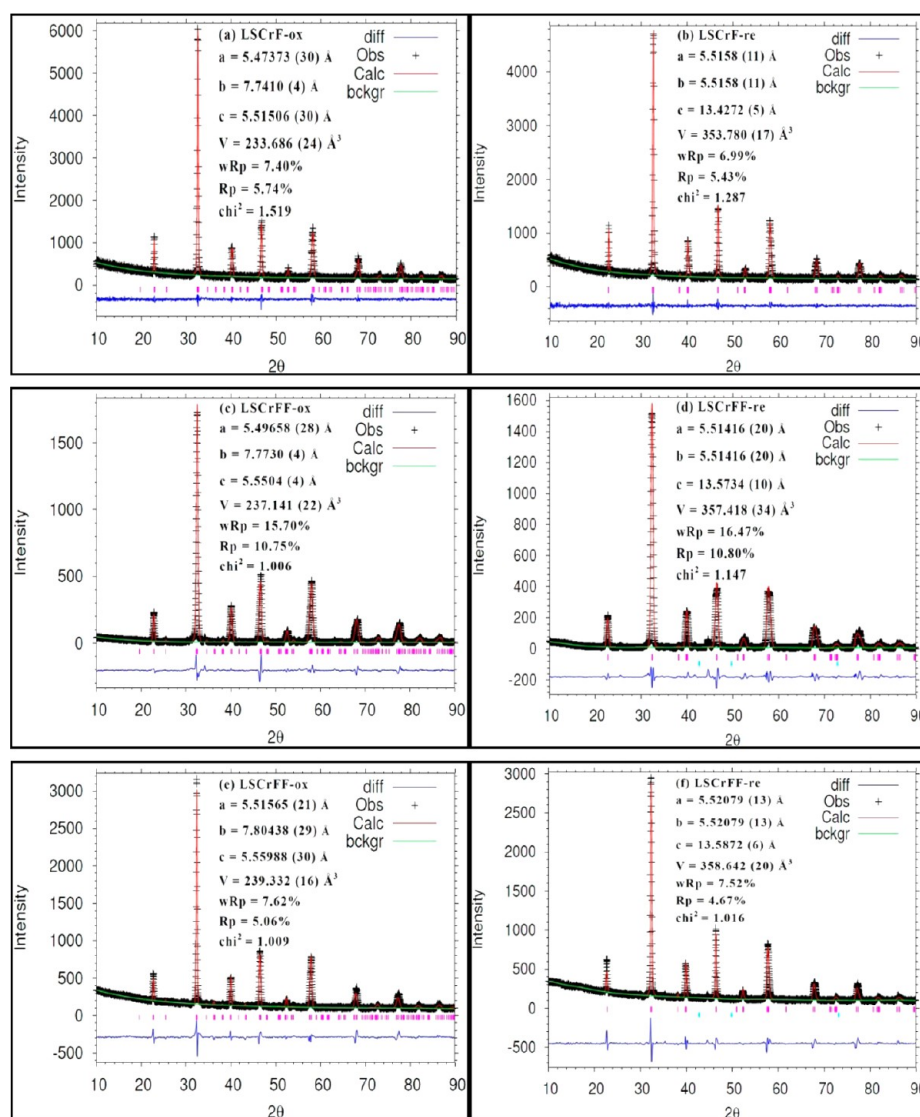 (a) LSCrF-ox
a = 5.47373 (30) Å
b = 7.7410 (4) Å
c = 5.51506 (30) Å
V = 233.686 (24) Å³
wRp = 7.40%
Rp = 5.74%
chi² = 1.519
diff
Obs
Calc
bckgr
Intensity
6000
5000
4000
3000
2000
1000
0
10 20 30 40 50 60 70 80 90
2θ
(b) LSCrF-re
a = 5.5158 (11) Å
b = 5.5158 (11) Å
c = 13.4272 (5) Å
V = 353.780 (17) Å³
wRp = 6.99%
Rp = 5.43%
chi² = 1.287
diff
Obs
Calc
bckgr
Intensity
4000
3000
2000
1000
0
10 20 30 40 50 60 70 80 90
2θ
(c) LSCrFF-ox
a = 5.49658 (28) Å
b = 7.7730 (4) Å
c = 5.5504 (4) Å
V = 237.141 (22) Å³
wRp = 15.70%
Rp = 10.75%
chi² = 1.006
diff
Obs
Calc
bckgr
Intensity
1500
1000
500
0
10 20 30 40 50 60 70 80 90
2θ
(d) LSCrFF-re
a = 5.51416 (20) Å
b = 5.51416 (20) Å
c = 13.5734 (10) Å
V = 357.418 (34) Å³
wRp = 16.47%
Rp = 10.80%
chi² = 1.147
diff
Obs
Calc
bckgr
Intensity
1600
1400
1200
1000
800
600
400
200
0
-200
10 20 30 40 50 60 70 80 90
2θ
(e) LSCrFF-ox
a = 5.51565 (21) Å
b = 7.80438 (29) Å
c = 5.55988 (30) Å
V = 239.332 (16) Å³
wRp = 7.62%
Rp = 5.06%
chi² = 1.009
diff
Obs
Calc
bckgr
Intensity
3000
2500
2000
1500
1000
500
0
-500
10 20 30 40 50 60 70 80 90
2θ
(f) LSCrFF-re
a = 5.52079 (13) Å
b = 5.52079 (13) Å
c = 13.5872 (6) Å
V = 358.642 (20) Å³
wRp = 7.52%
Rp = 4.67%
chi² = 1.016
diff
Obs
Calc
bckgr
Intensity
3000
2500
2000
1500
1000
500
0
-500
10 20 30 40 50 60 70 80 90
2θ